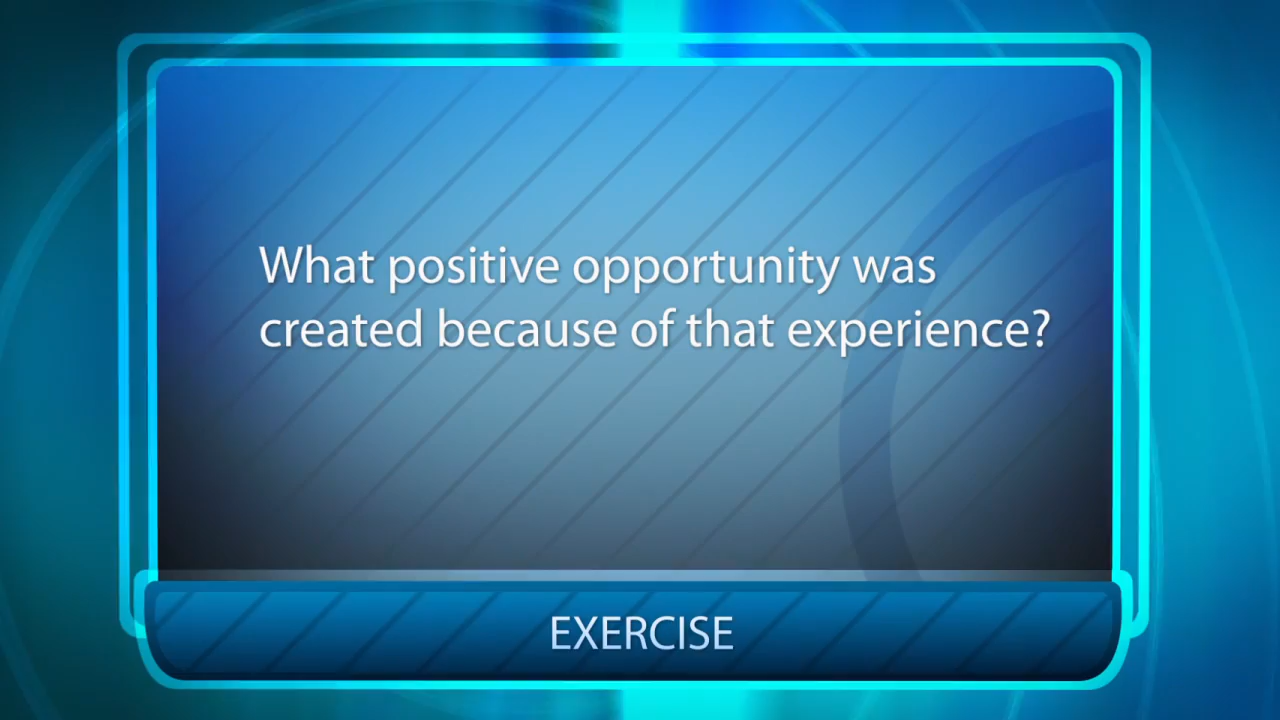 What positive opportunity was
created because of that experience?
EXERCISE